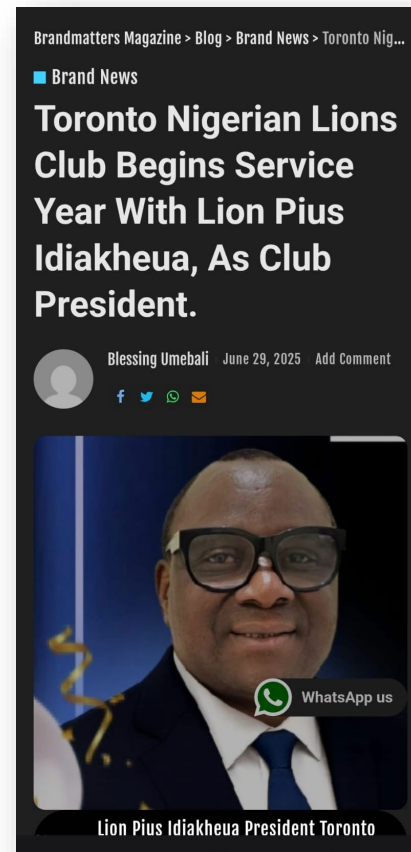 Brandmatters Magazine > Blog > Brand News > Toronto Nig...
Brand News
Toronto Nigerian Lions
Club Begins Service
Year With Lion Pius
Idiakheua, As Club
President.
Blessing Umebali June 29, 2025 Add Comment
WhatsApp us
Lion Pius Idiakheua President Toronto